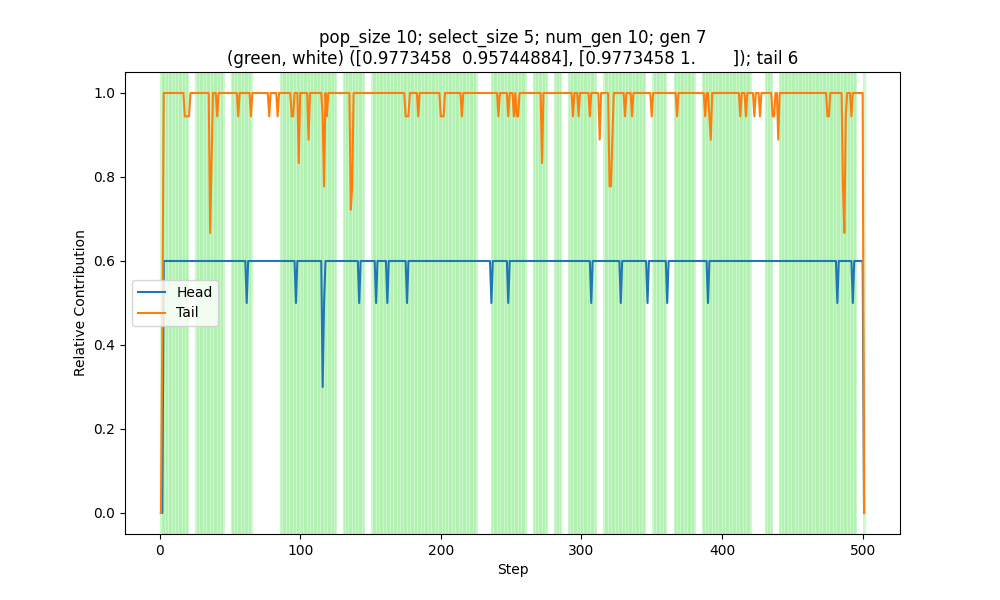 pop_size 10; select_size 5; num_gen 10; gen 7
(green, white) ([0.9773458  0.95744884], [0.9773458 1.        ]); tail 6
1.0
0.8
0.6
0.4
0.2
0.0
Relative Contribution
Head
Tail
0
100
200
300
400
500
Step